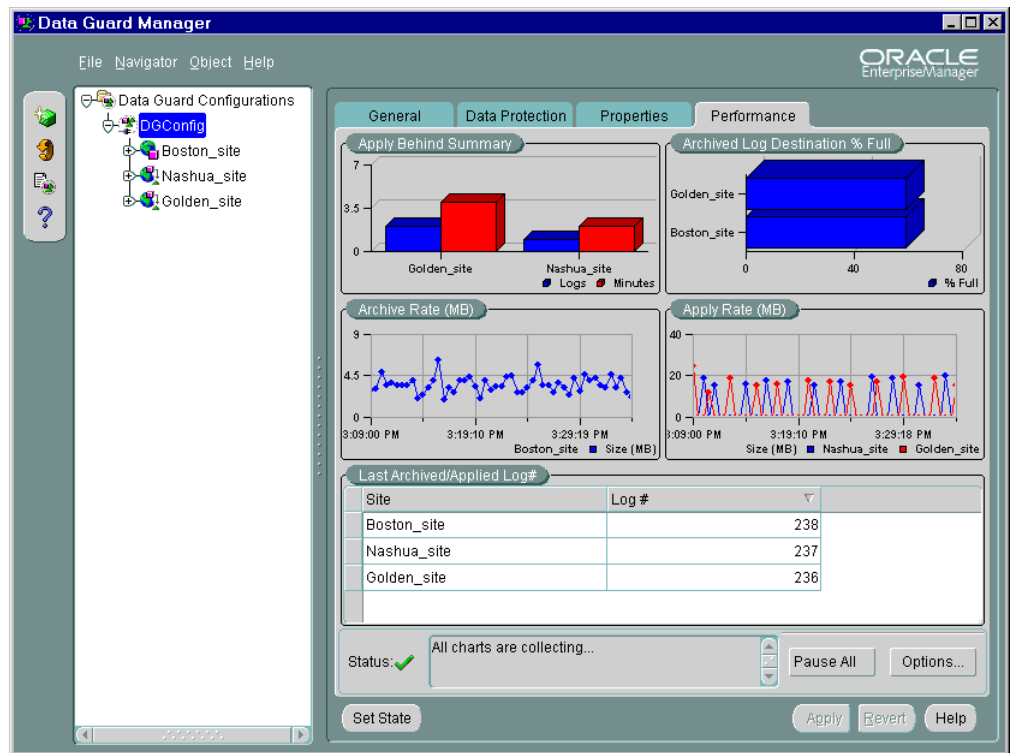 Data Guard Manager
File Navigator Object Help
ORACLE
EnterpriseManager
Data Guard Configurations
DGConfig
Boston_site
Nashua_site
Golden_site
General Data Protection Properties Performance
Apply Behind Summary
7
3.5
0
Golden_site Nashua_site
Logs Minutes
Archived Log Destination % Full
Golden_site
Boston_site
0 40 80
% Full
Archive Rate (MB)
9
4.5
0
3:09:00 PM 3:19:10 PM 3:29:19 PM
Boston_site Size (MB)
Apply Rate (MB)
40
20
0
3:09:00 PM 3:19:10 PM 3:29:18 PM
Size (MB) Nashua_site Golden_site
Last Archived/Applied Log#
Site Log #
Boston_site 238
Nashua_site 237
Golden_site 236
Status: All charts are collecting...
Pause All Options...
Set State Apply Revert Help